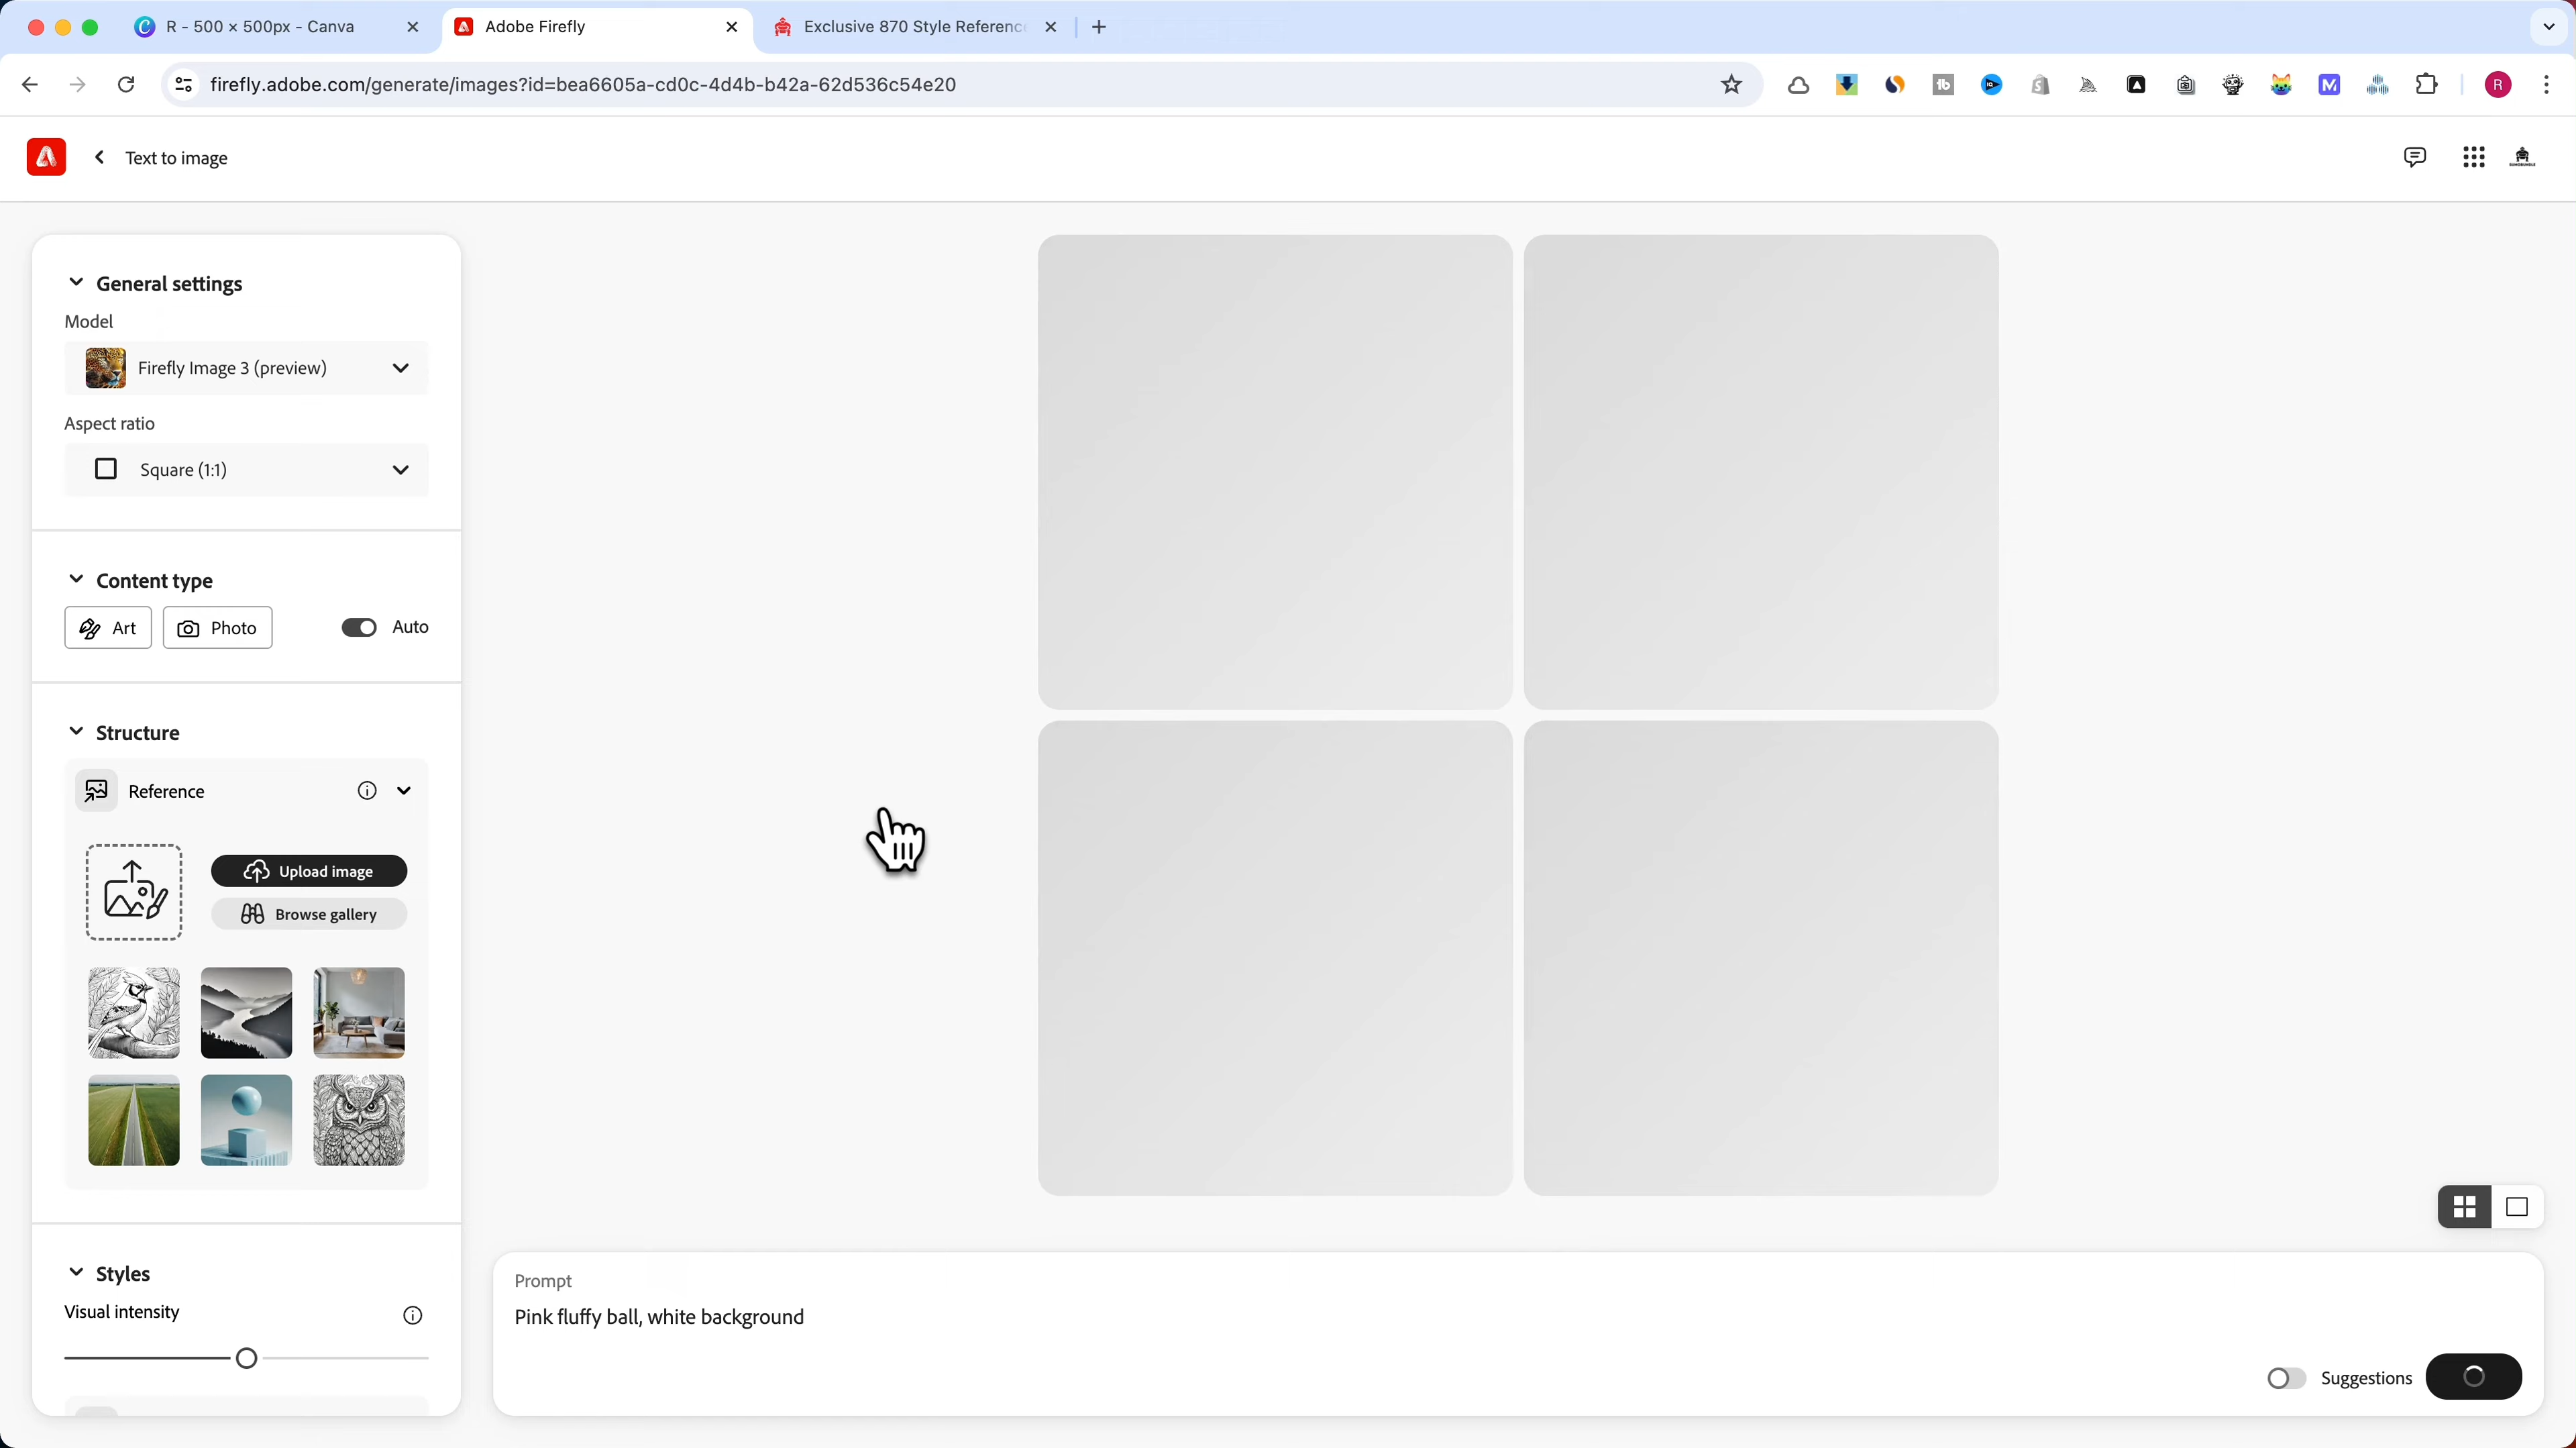 R - 500 × 500px - Canva
Adobe Firefly
Exclusive 870 Style Reference
firefly.adobe.com/generate/images?id=bea6605a-cd0c-4d4b-b42a-62d536c54e20
R
Text to image
General settings
Model
Firefly Image 3 (preview)
Aspect ratio
Square (1:1)
Content type
Art
Photo
Auto
Structure
Reference
Upload image
Browse gallery
Styles
Visual intensity
Prompt
Pink fluffy ball, white background
Suggestions